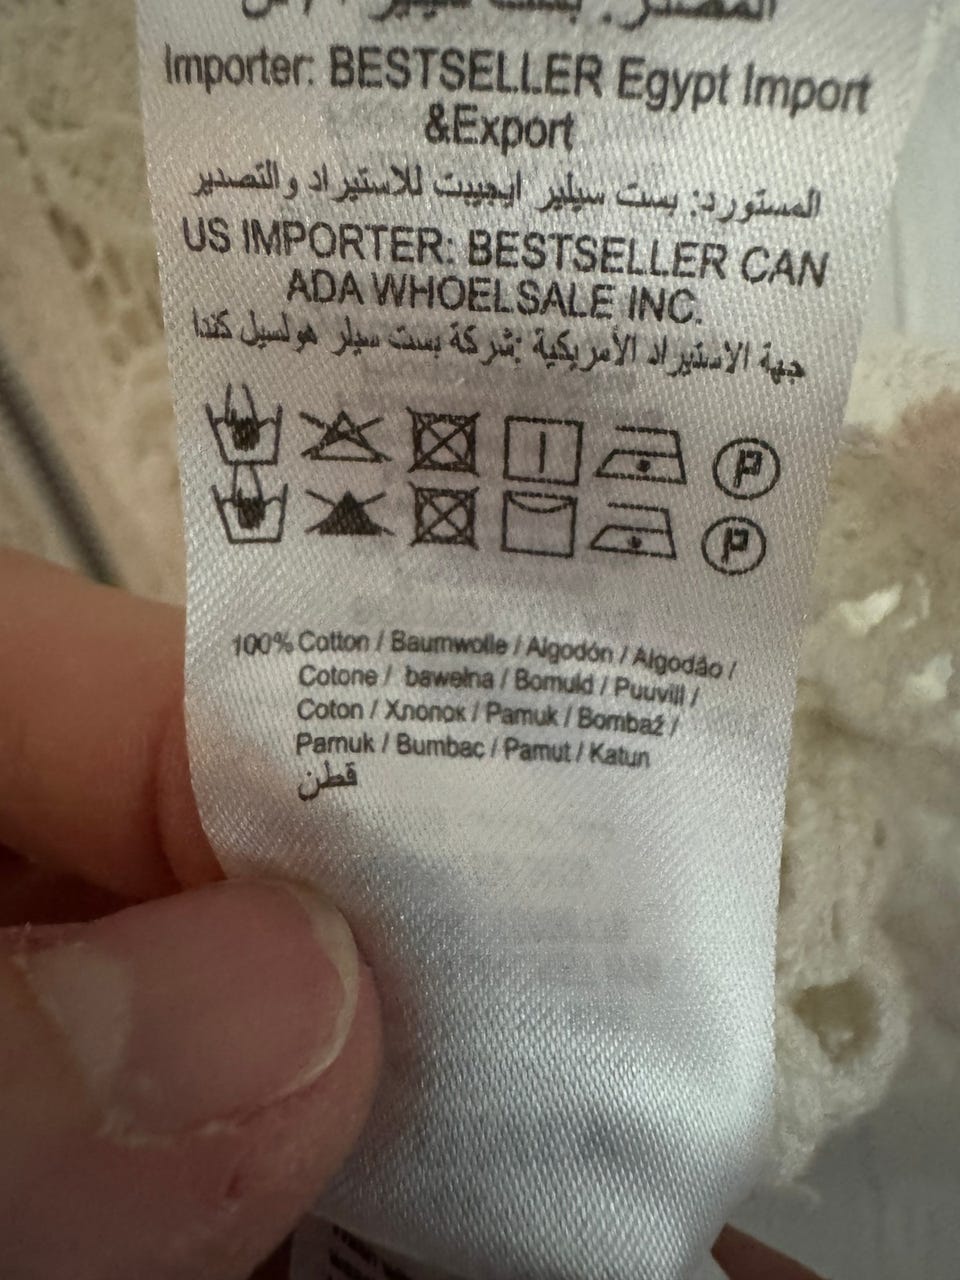 Importer: BESTSELLER Egypt Import
&Export
المستورد: بست سيلير ايجيبت للاستيراد والتصدير
US IMPORTER: BESTSELLER CAN
ADA WHOELSALE INC.
جهة الاستيراد الأمريكية :شركة بست سيلر هولسيل كندا
P
P
100% Cotton / Baumwolle / Algodón / Algodão /
Cotone / bawełna / Bomuld / Puuvill /
Coton / Хлопок / Pamuk / Bombaž /
Pamuk / Bumbac / Pamut / Katun
قطن